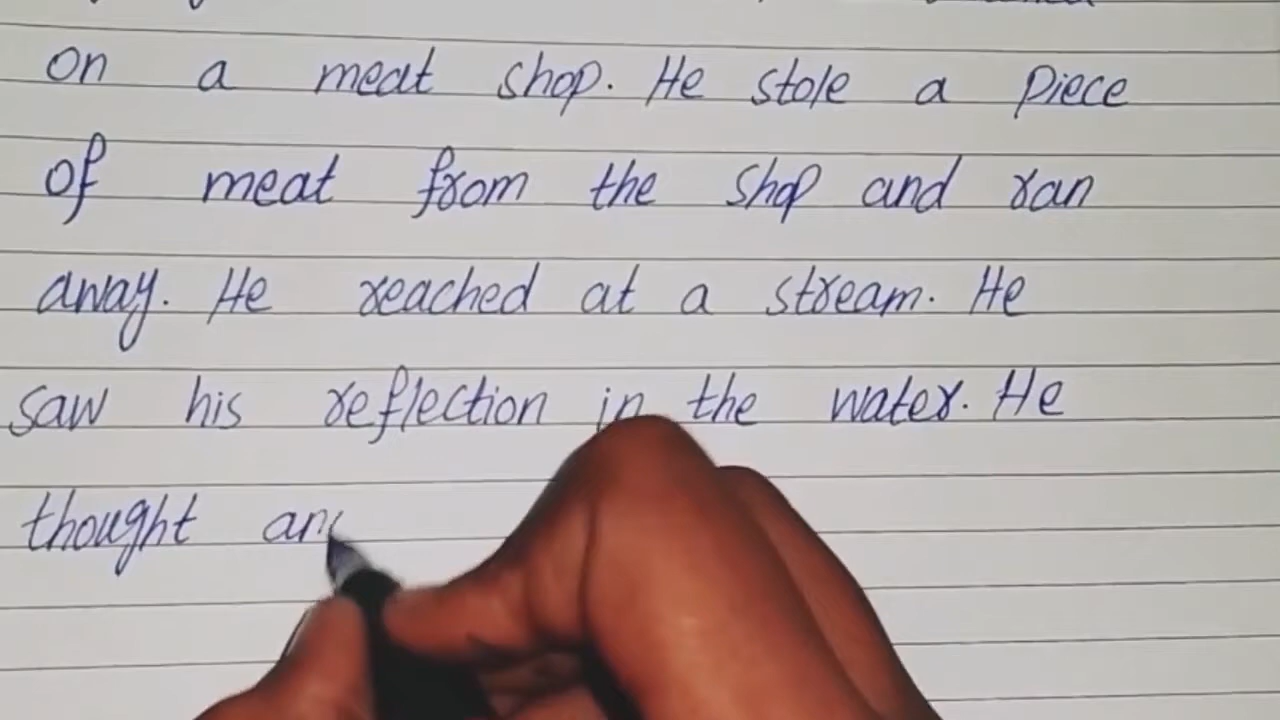 on a meat shop. He stole a piece
of meat from the shop and ran
away. He reached at a stream. He
saw his reflection in the water. He
thought an